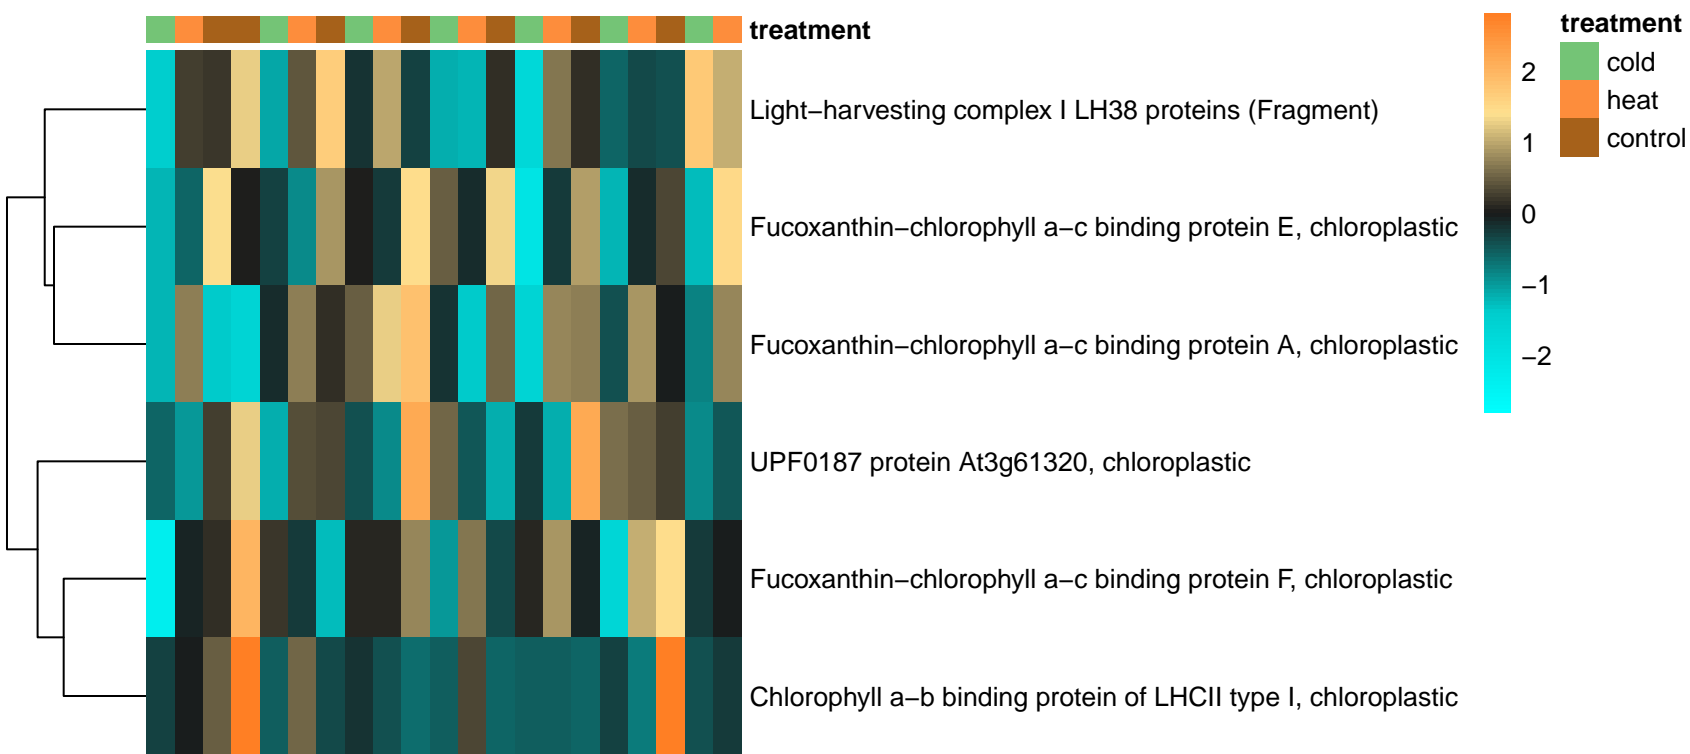 treatment
Light−harvesting complex I LH38 proteins (Fragment)
Fucoxanthin−chlorophyll a−c binding protein E, chloroplastic
Fucoxanthin−chlorophyll a−c binding protein A, chloroplastic
UPF0187 protein At3g61320, chloroplastic
Fucoxanthin−chlorophyll a−c binding protein F, chloroplastic
Chlorophyll a−b binding protein of LHCII type I, chloroplastic
2
1
0
−1
−2
treatment
cold
heat
control